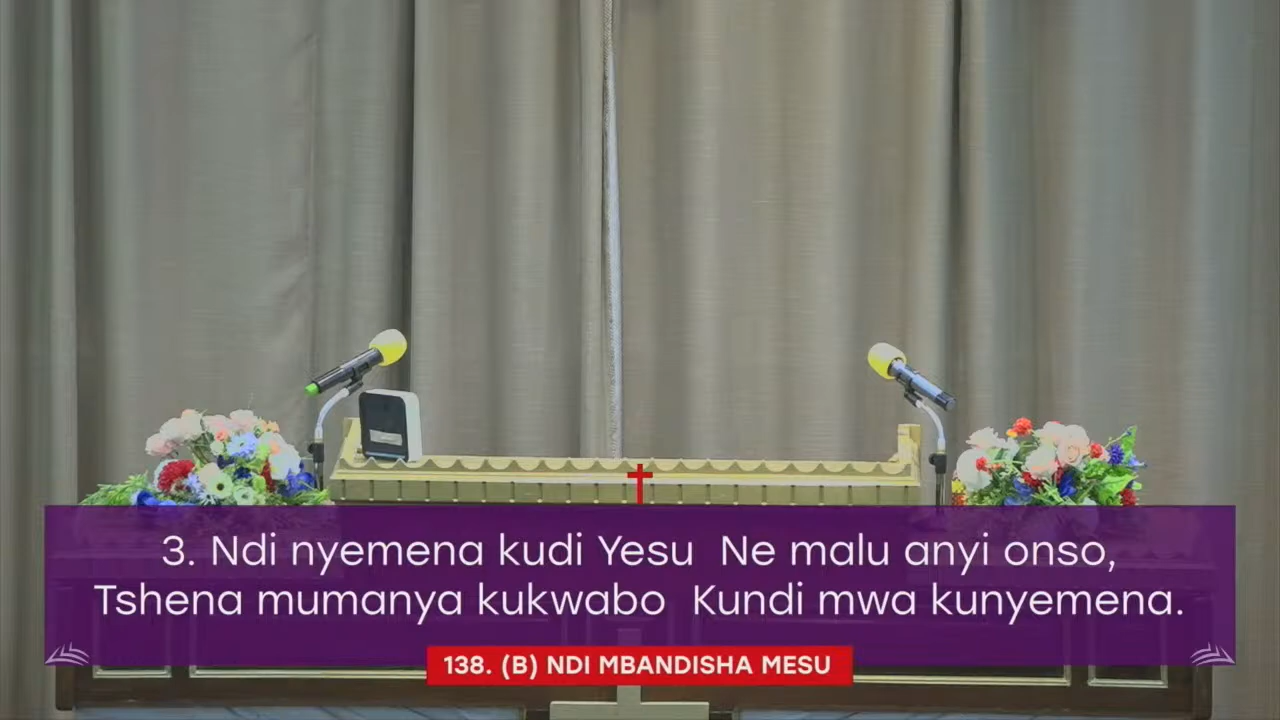 3. Ndi nyemena kudi Yesu  Ne malu anyi onso,
Tshena mumanya kukwabo  Kundi mwa kunyemena.
138. (B) NDI MBANDISHA MESU